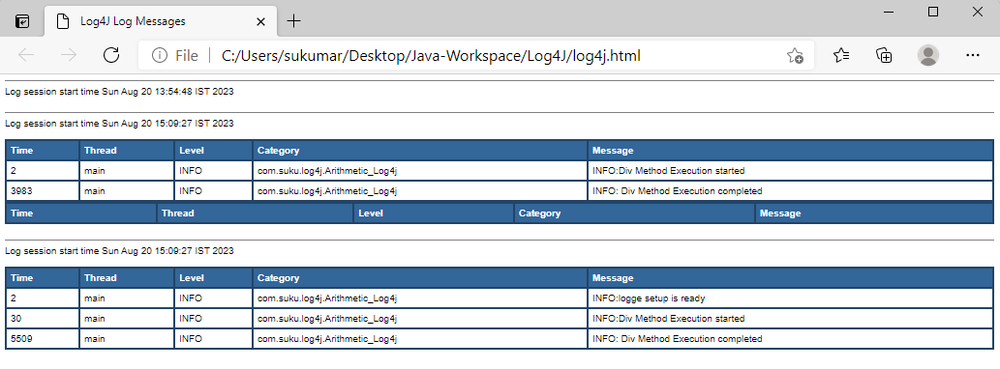 Log4J Log Messages
File C:/Users/sukumar/Desktop/Java-Workspace/Log4J/log4j.html
Log session start time Sun Aug 20 13:54:48 IST 2023
Log session start time Sun Aug 20 15:09:27 IST 2023
Time Thread Level Category Message
2 main INFO com.suku.log4j.Arithmetic_Log4j INFO:Div Method Execution started
3983 main INFO com.suku.log4j.Arithmetic_Log4j INFO: Div Method Execution completed
Time Thread Level Category Message
Log session start time Sun Aug 20 15:09:27 IST 2023
Time Thread Level Category Message
2 main INFO com.suku.log4j.Arithmetic_Log4j INFO:logge setup is ready
30 main INFO com.suku.log4j.Arithmetic_Log4j INFO:Div Method Execution started
5509 main INFO com.suku.log4j.Arithmetic_Log4j INFO: Div Method Execution completed